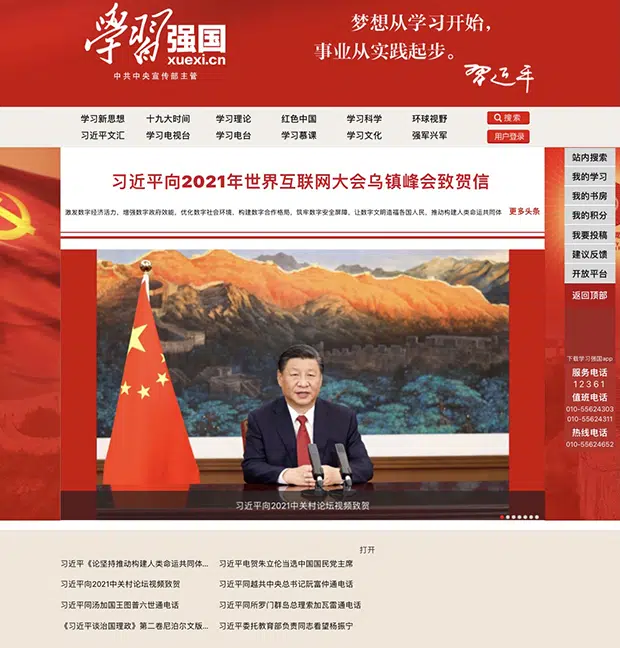 學習强国
xuexi.cn
中共中央宣传部主管
梦想从学习开始，
事业从实践起步。
习近平
学习新思想 十九大时间 学习理论 红色中国 学习科学 环球视野
搜索
习近平文汇 学习电视台 学习电台 学习慕课 学习文化 强军兴军
用户登录
习近平向2021年世界互联网大会乌镇峰会致贺信
激发数字经济活力，增强数字政府效能，优化数字社会环境，构建数字合作格局，筑牢数字安全屏障，让数字文明造福各国人民，推动构建人类命运共同体
更多头条
站内搜索
我的学习
我的书房
我的积分
我要投稿
建议反馈
开放平台
返回顶部
下载学习强国app
服务电话
12361
值班电话
010-55624303
010-55624311
热线电话
010-55624652
习近平向2021中关村论坛视频致贺
打开
习近平《论坚持推动构建人类命运共同体... 习近平电贺朱立伦当选中国国民党主席
习近平向2021中关村论坛视频致贺 习近平同越共中央总书记阮富仲通电话
习近平同汤加国王图普六世通电话 习近平同所罗门群岛总理索加瓦雷通电话
《习近平谈治国理政》第二卷尼泊尔文版... 习近平委托教育部负责同志看望杨振宁